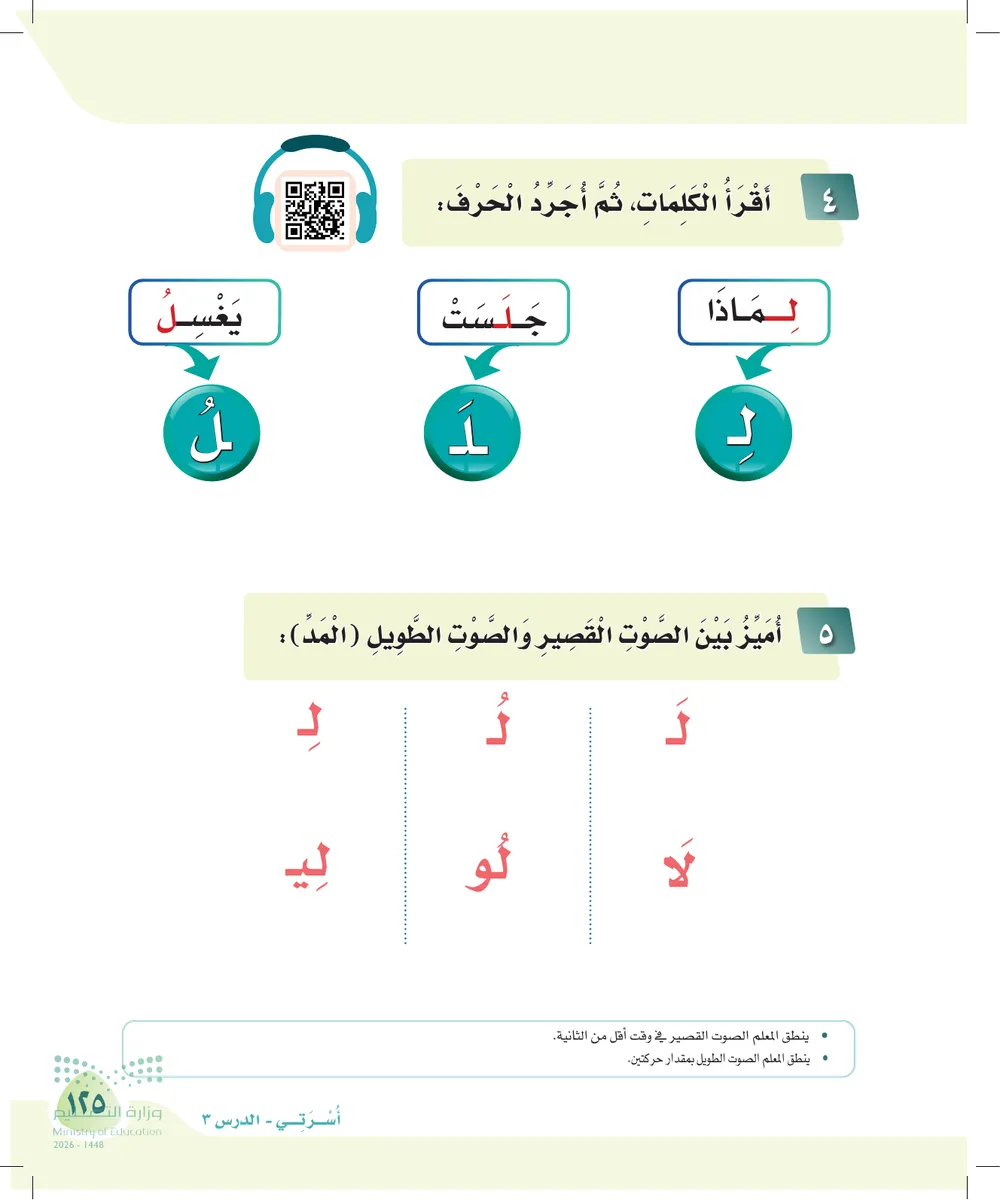 ٤ أَقْرَأُ الْكَلِمَاتِ، ثُمَّ أُجَرِّدُ الْحَرْفَ:
لِـمَـاذَا جَـلَـسَـتْ يَغْسِـلُ
لِـ ـلَـ ـلُ
٥ أُمَيِّزُ بَيْنَ الصَّوْتِ الْقَصِيرِ وَالصَّوْتِ الطَّوِيلِ (الْمَدِّ):
لَـ لُـ لِـ
لَا لُو لِيـ
• ينطق المعلم الصوت القصير في وقت أقل من الثانية.
• ينطق المعلم الصوت الطويل بمقدار حركتين.
أُسْـرَتِـي - الدرس ٣
١٢٥
وزارة التعليم
Ministry of Education
2026 - 1448